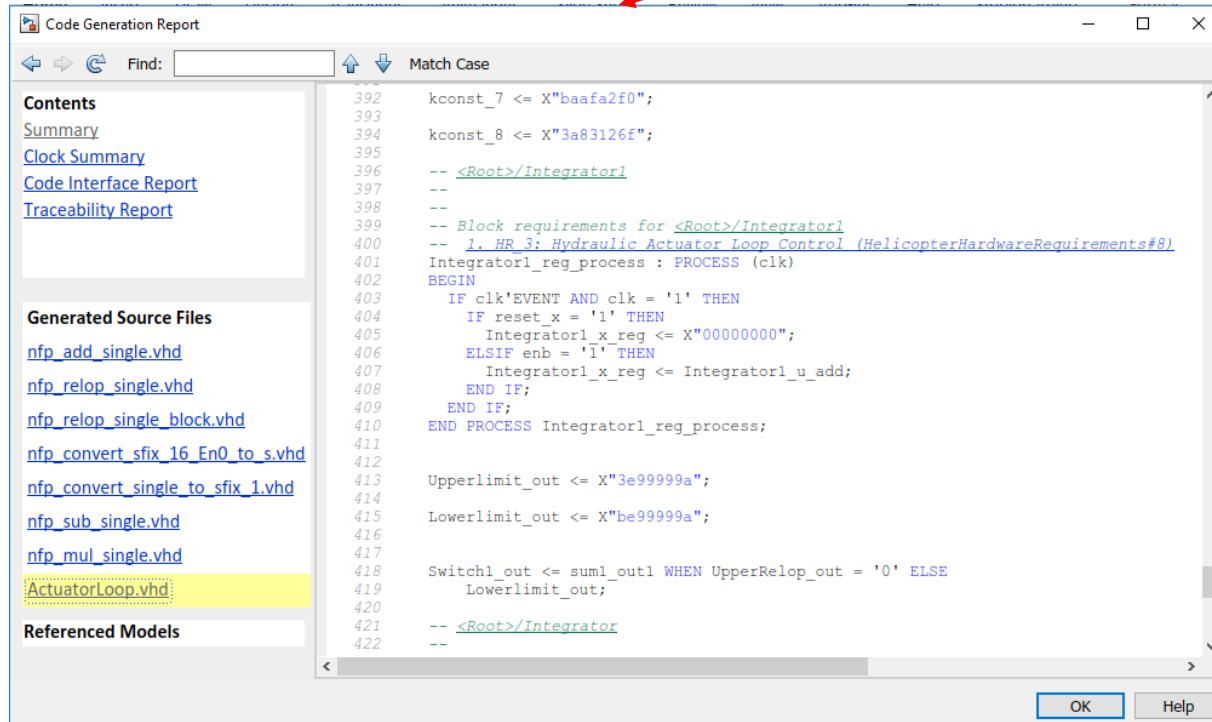 Code Generation Report
Find:
Match Case
Contents
Summary
Clock Summary
Code Interface Report
Traceability Report
Generated Source Files
nfp_add_single.vhd
nfp_relop_single.vhd
nfp_relop_single_block.vhd
nfp_convert_sfix_16_En0_to_s.vhd
nfp_convert_single_to_sfix_1.vhd
nfp_sub_single.vhd
nfp_mul_single.vhd
ActuatorLoop.vhd
Referenced Models
392 kconst_7 <= X"baafa2f0";
393
394 kconst_8 <= X"3a83126f";
395
396 -- <Root>/Integrator1
397 --
398 --
399 -- Block requirements for <Root>/Integrator1
400 -- 1. HR_3: Hydraulic Actuator Loop Control (HelicopterHardwareRequirements#8)
401 Integrator1_reg_process : PROCESS (clk)
402 BEGIN
403 IF clk'EVENT AND clk = '1' THEN
404 IF reset_x = '1' THEN
405 Integrator1_x_reg <= X"00000000";
406 ELSIF enb = '1' THEN
407 Integrator1_x_reg <= Integrator1_u_add;
408 END IF;
409 END IF;
410 END PROCESS Integrator1_reg_process;
411
412
413 Upperlimit_out <= X"3e99999a";
414
415 Lowerlimit_out <= X"be99999a";
416
417
418 Switch1_out <= sum1_out1 WHEN UpperRelop_out = '0' ELSE
419 Lowerlimit_out;
420
421 -- <Root>/Integrator
422 --
OK
Help